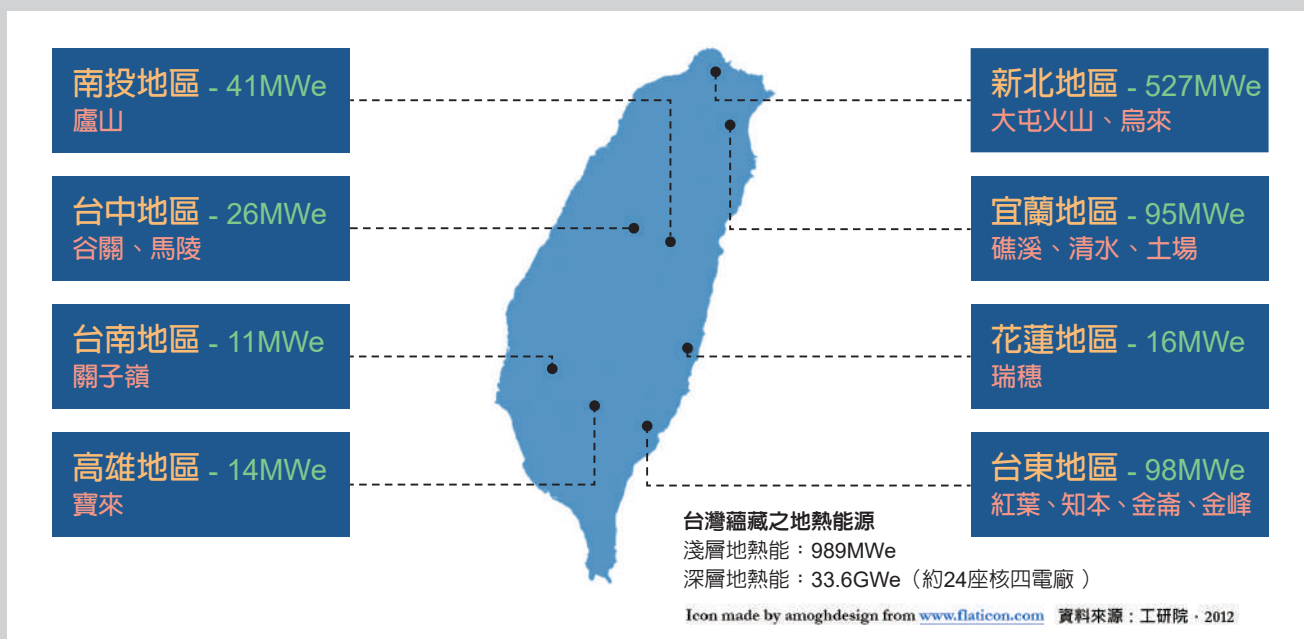 南投地區 - 41MWe
廬山
台中地區 - 26MWe
谷關、馬陵
台南地區 - 11MWe
關子嶺
高雄地區 - 14MWe
寶來
新北地區 - 527MWe
大屯火山、烏來
宜蘭地區 - 95MWe
礁溪、清水、土場
花蓮地區 - 16MWe
瑞穗
台東地區 - 98MWe
紅葉、知本、金崙、金峰
台灣蘊藏之地熱能源
淺層地熱能：989MWe
深層地熱能：33.6GWe（約24座核四電廠 ）
Icon made by amoghdesign from www.flaticon.com 資料來源：工研院．2012